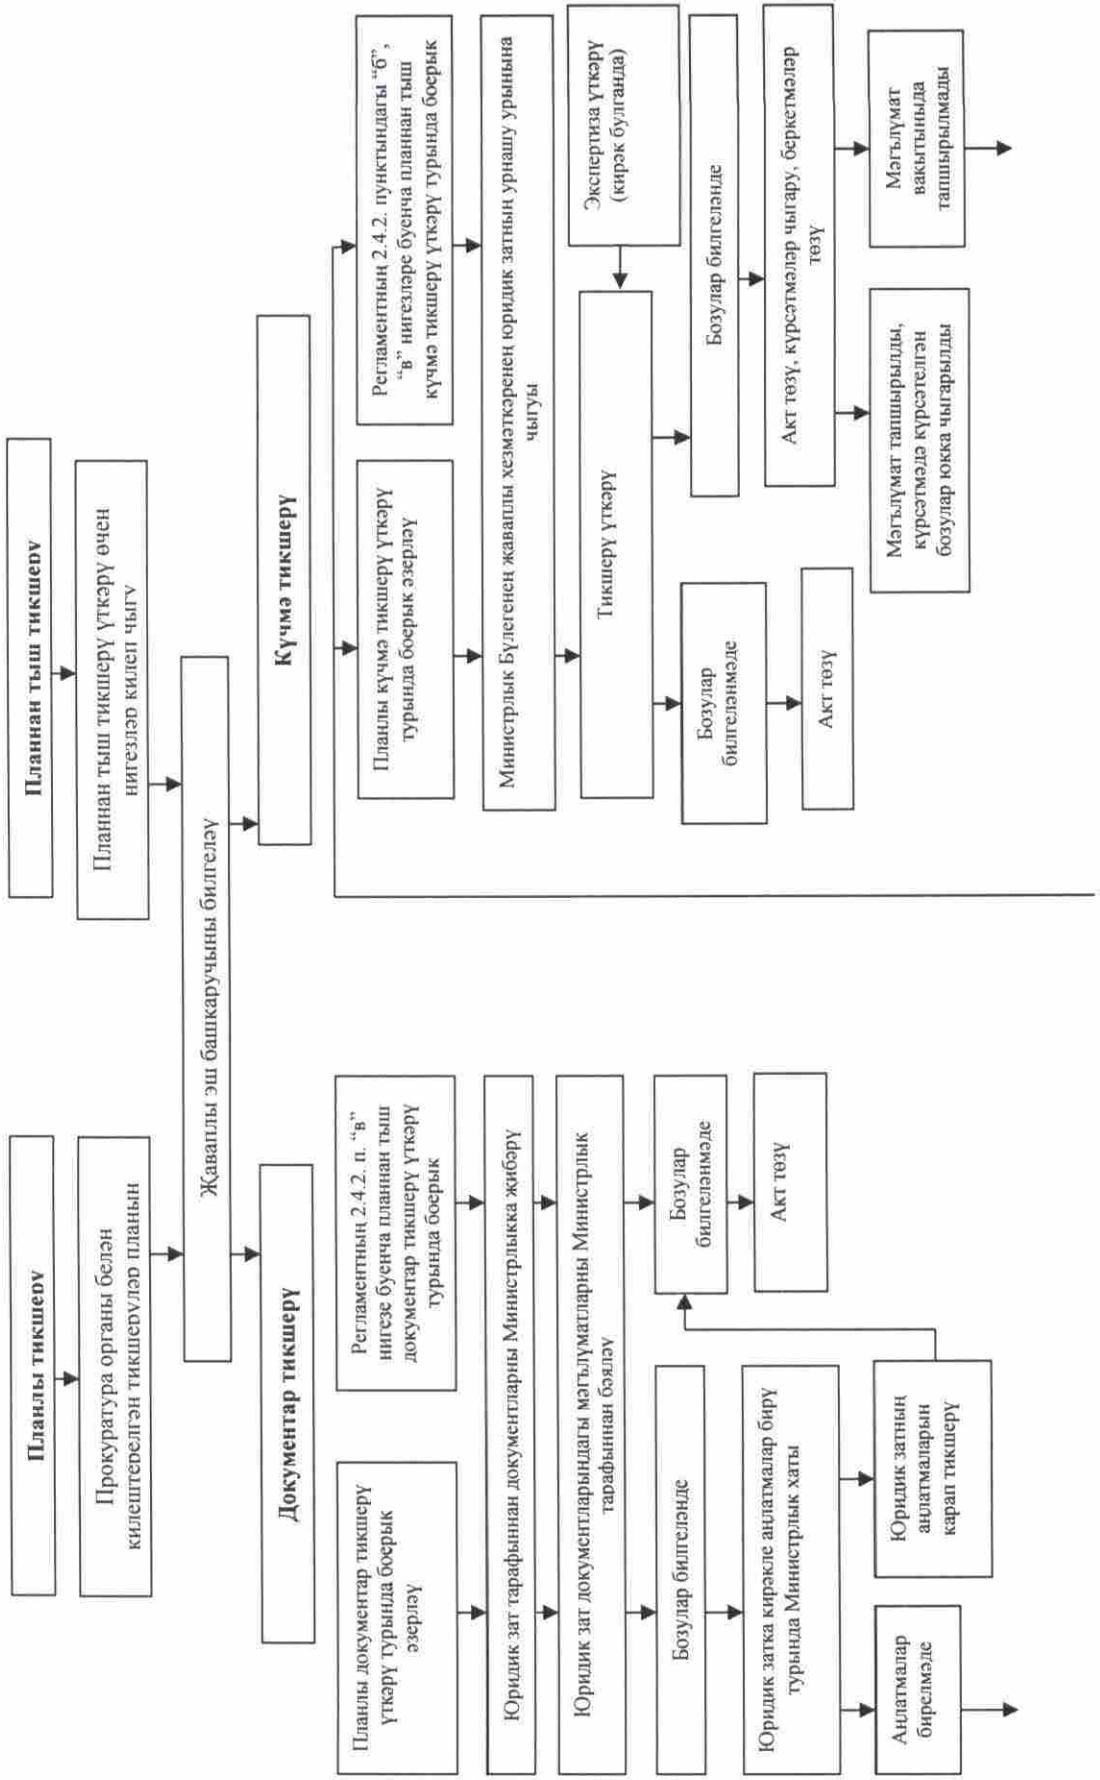 Планлы тикшерү
Прокуратура органы белән
килештерелгән тикшерүләр планын
Планнан тыш тикшерү
Планнан тыш тикшерү үткәрү өчен
нигезләр килеп чыгу
Җаваплы эш башкаручыны билгеләү
Документар тикшерү
Планлы документар тикшерү
үткәрү турында боерык
әзерләү
Регламентның 2.4.2. п. “в”
нигезе буенча планнан тыш
документар тикшерү үткәрү
турында боерык
Юридик зат тарафыннан документларны Министрлыкка җибәрү
Юридик зат документларындагы мәгълүматларны Министрлык
тарафыннан бәяләү
Бозулар билгеләнде
Бозулар
билгеләнмәде
Акт төзү
Юридик затка кирәкле аңлатмалар бирү
турында Министрлык хаты
Аңлатмалар
бирелмәде
Юридик затның
аңлатмаларын
карап тикшерү
Күчмә тикшерү
Планлы күчмә тикшерү үткәрү
турында боерык әзерләү
Регламентның 2.4.2. пунктындагы “б”,
“в” нигезләре буенча планнан тыш
күчмә тикшерү үткәрү турында боерык
Министрлык Бүлегенең җаваплы хезмәткәренең юридик затның урнашу урынына
чыгуы
Тикшерү үткәрү
Экспертиза үткәрү
(кирәк булганда)
Бозулар
билгеләнмәде
Акт төзү
Бозулар билгеләнде
Акт төзү, күрсәтмәләр чыгару, беркетмәләр
төзү
Мәгълүмат тапшырылды,
күрсәтмәдә күрсәтелгән
бозулар юкка чыгарылды
Мәгълүмат
вакытында
тапшырылмады